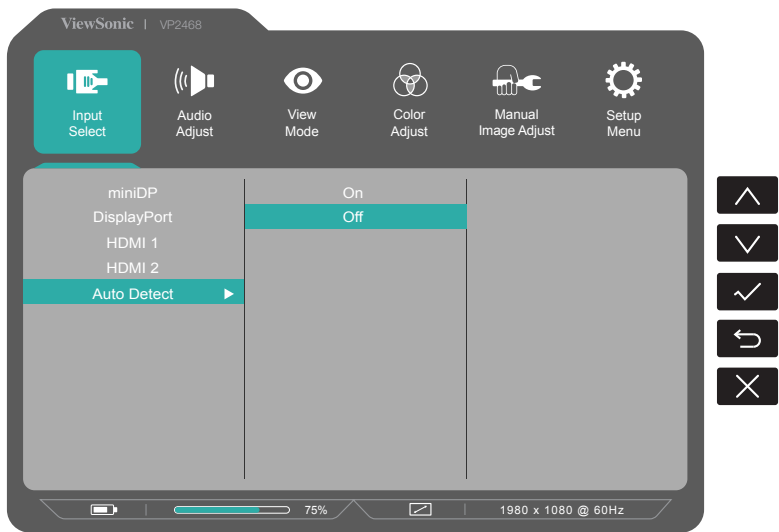 ViewSonic | VP2468
Input
Select
Audio
Adjust
View
Mode
Color
Adjust
Manual
Image Adjust
Setup
Menu
miniDP
DisplayPort
HDMI 1
HDMI 2
Auto Detect
On
Off
75%
1980 x 1080 @ 60Hz